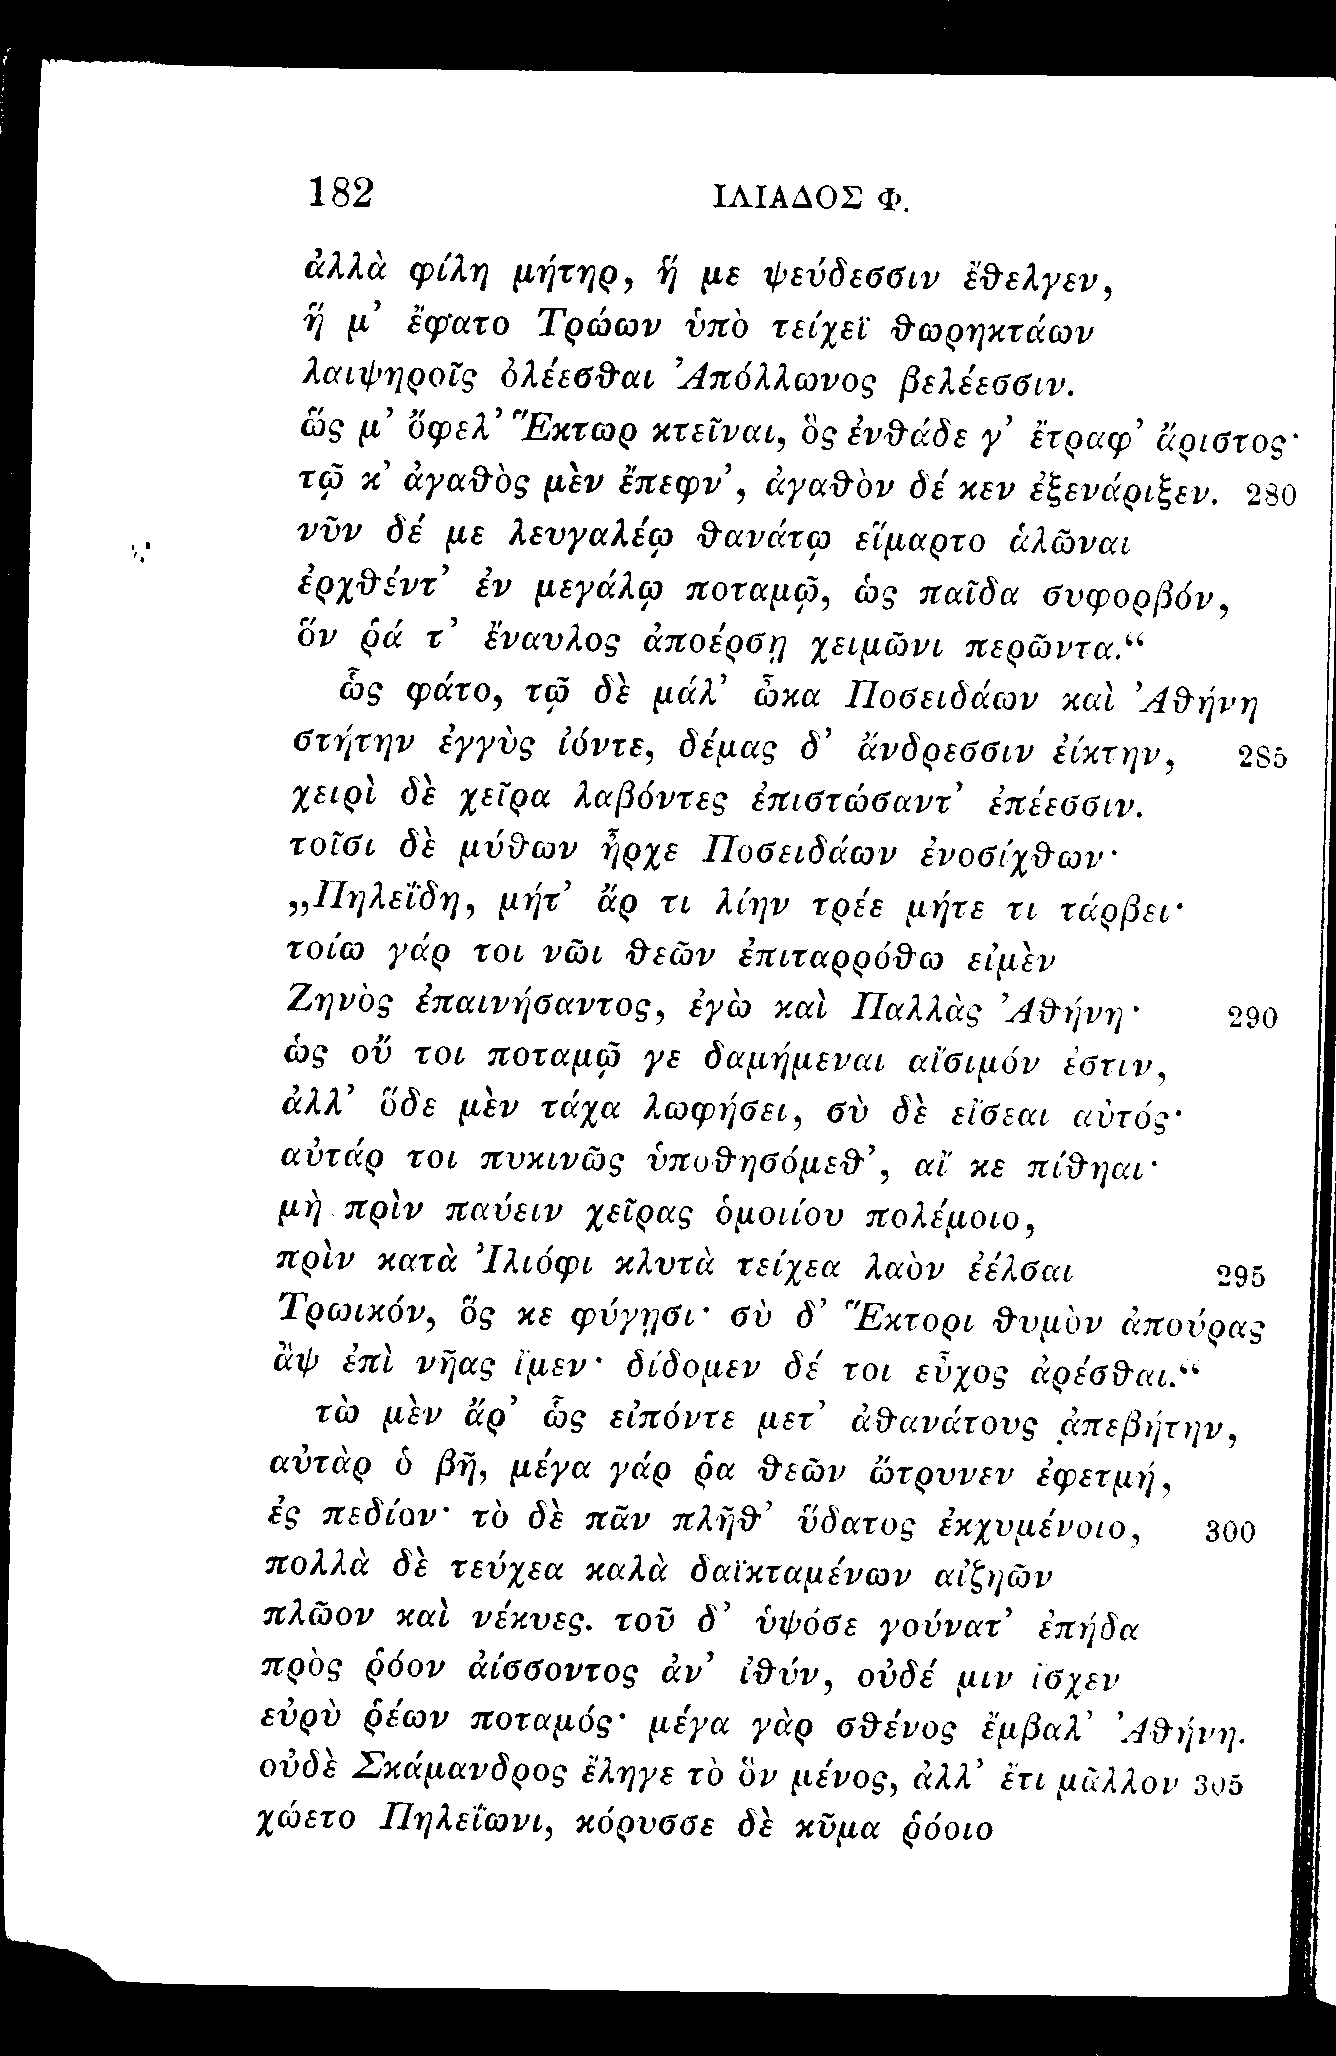 182 ΙΛΙΑΔΟΣ Φ.
ἀλλὰ φίλη μήτηρ, ἥ με ψεύδεσσιν ἔθελγεν,
ἥ μ’ ἔφατο Τρώων ὑπὸ τείχεϊ θωρηκτάων
λαιψηροῖς ὀλέεσθαι Ἀπόλλωνος βελέεσσιν.
ὥς μ’ ὄφελ’ Ἕκτωρ κτεῖναι, ὃς ἐνθάδε γ’ ἔτραφ’ ἄριστος·
τῷ κ’ ἀγαθὸς μὲν ἔπεφν’, ἀγαθὸν δέ κεν ἐξενάριξεν. 280
νῦν δέ με λευγαλέῳ θανάτῳ εἵμαρτο ἁλῶναι
ἐρχθέντ’ ἐν μεγάλῳ ποταμῷ, ὡς παῖδα συφορβόν,
ὅν ῥά τ’ ἔναυλος ἀποέρσῃ χειμῶνι περῶντα.“
ὣς φάτο, τῷ δὲ μάλ’ ὦκα Ποσειδάων καὶ Ἀθήνη
στήτην ἐγγὺς ἰόντε, δέμας δ’ ἄνδρεσσιν ἐίκτην, 285
χειρὶ δὲ χεῖρα λαβόντες ἐπιστώσαντ’ ἐπέεσσιν.
τοῖσι δὲ μύθων ἦρχε Ποσειδάων ἐνοσίχθων·
„Πηλεΐδη, μήτ’ ἄρ τι λίην τρέε μήτε τι τάρβει·
τοίω γάρ τοι νῶι θεῶν ἐπιταρρόθω εἰμὲν
Ζηνὸς ἐπαινήσαντος, ἐγὼ καὶ Παλλὰς Ἀθήνη· 290
ὡς οὔ τοι ποταμῷ γε δαμήμεναι αἴσιμόν ἐστιν,
ἀλλ’ ὅδε μὲν τάχα λωφήσει, σὺ δὲ εἴσεαι αὐτός·
αὐτάρ τοι πυκινῶς ὑποθησόμεθ’, αἴ κε πίθηαι·
μὴ πρὶν παύειν χεῖρας ὁμοιίου πολέμοιο,
πρὶν κατὰ Ἰλιόφι κλυτὰ τείχεα λαὸν ἐέλσαι 295
Τρωικόν, ὅς κε φύγῃσι· σὺ δ’ Ἕκτορι θυμὸν ἀπούρας
ἂψ ἐπὶ νῆας ἴμεν· δίδομεν δέ τοι εὖχος ἀρέσθαι.“
τὼ μὲν ἄρ’ ὣς εἰπόντε μετ’ ἀθανάτους ἀπεβήτην,
αὐτὰρ ὁ βῆ, μέγα γάρ ῥα θεῶν ὤτρυνεν ἐφετμή,
ἐς πεδίον· τὸ δὲ πᾶν πλῆθ’ ὕδατος ἐκχυμένοιο, 300
πολλὰ δὲ τεύχεα καλὰ δαϊκταμένων αἰζηῶν
πλῶον καὶ νέκυες. τοῦ δ’ ὑψόσε γούνατ’ ἐπήδα
πρὸς ῥόον ἀίσσοντος ἀν’ ἰθύν, οὐδέ μιν ἴσχεν
εὐρὺ ῥέων ποταμός· μέγα γὰρ σθένος ἔμβαλ’ Ἀθήνη.
οὐδὲ Σκάμανδρος ἔληγε τὸ ὃν μένος, ἀλλ’ ἔτι μᾶλλον 305
χώετο Πηλεΐωνι, κόρυσσε δὲ κῦμα ῥόοιο